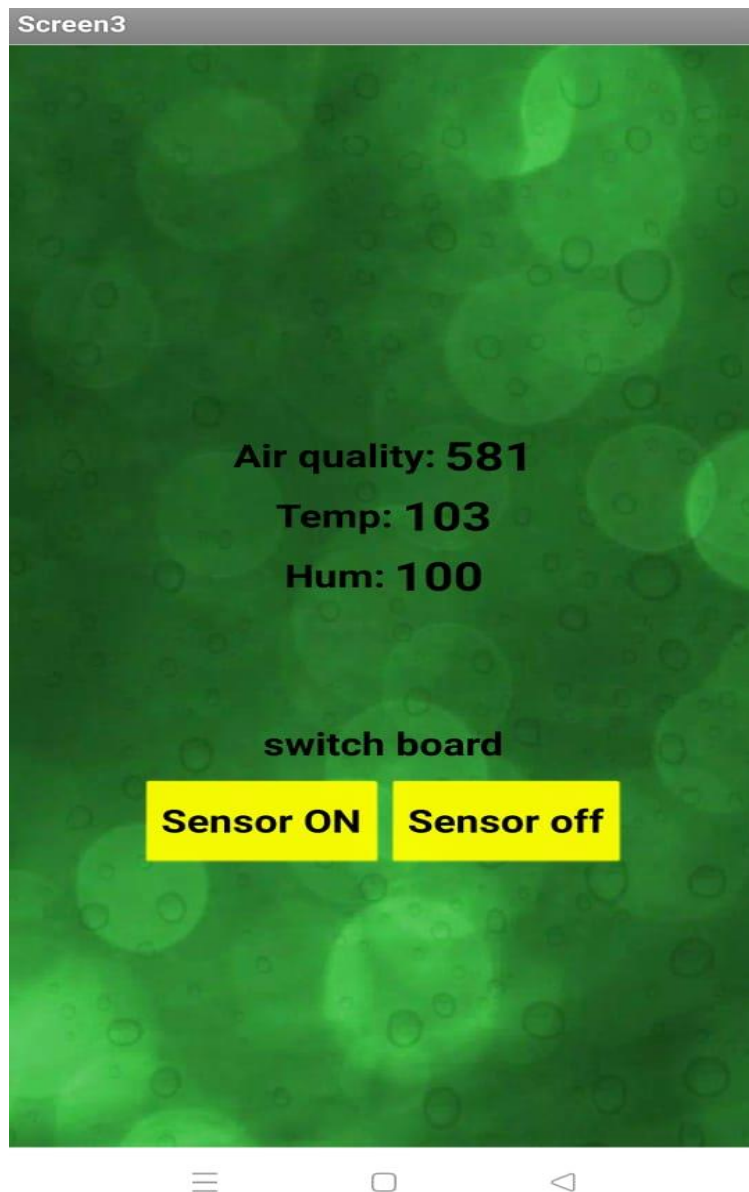 Screen3
Air quality: 581
Temp: 103
Hum: 100
switch board
Sensor ON Sensor off